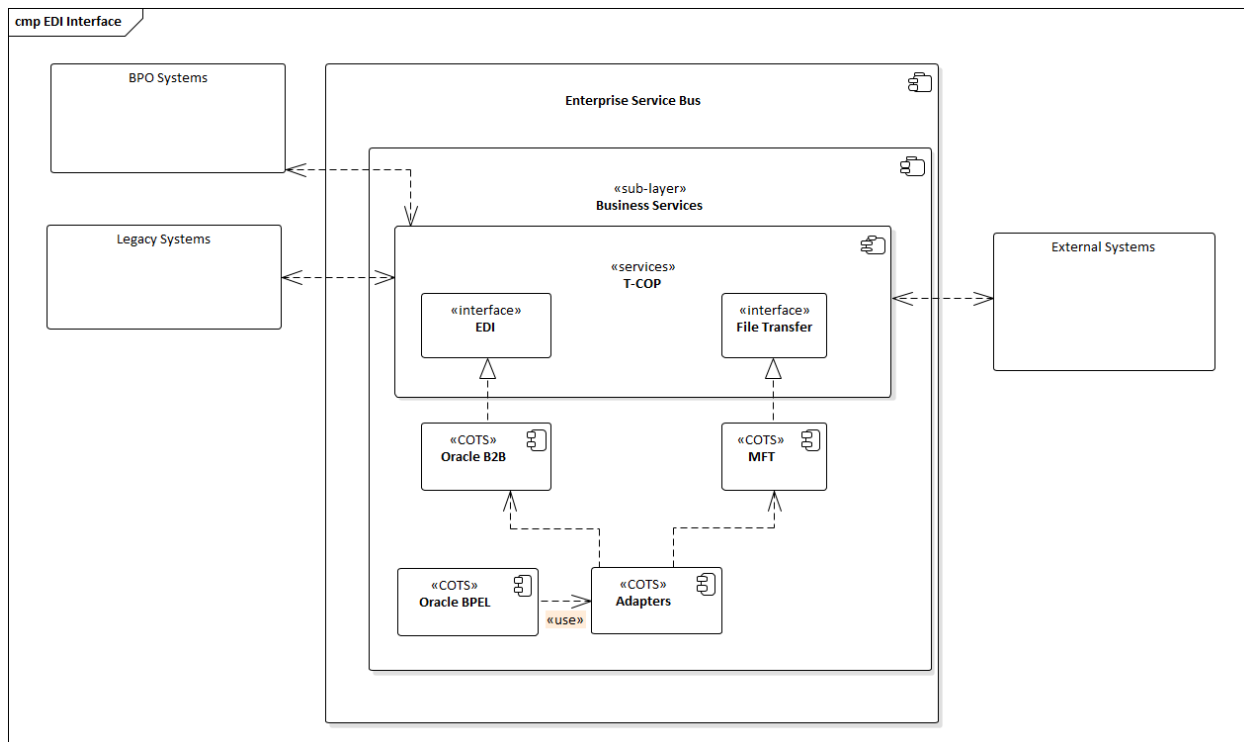 cmp EDI Interface
BPO Systems
Enterprise Service Bus
«sub-layer»
Business Services
Legacy Systems
External Systems
«services»
T-COP
«interface»
EDI
«interface»
File Transfer
«COTS»
Oracle B2B
«COTS»
MFT
«COTS»
Oracle BPEL
«use»
«COTS»
Adapters